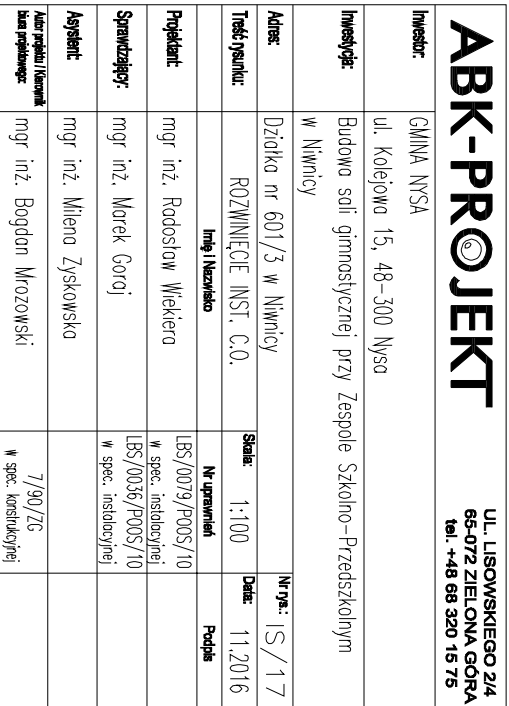 ABK-PROJEKT
UL. LISOWSKIEGO 2/4
65-072 ZIELONA GÓRA
tel. +48 68 320 15 75
Inwestor: GMINA NYSA
ul. Kolejowa 15, 48-300 Nysa
Inwestycja: Budowa sali gimnastycznej przy Zespole Szkolno-Przedszkolnym
w Niwnicy
Adres: Działka nr 601/3 w Niwnicy Nr rys.: IS/17
Treść rysunku: ROZWINIĘCIE INST. C.O. Skala: 1:100 Data: 11.2016
Imię i Nazwisko Nr uprawnień Podpis
Projektant: mgr inż. Radosław Wiekiera LBS/0079/POOS/10
w spec. instalacyjnej
Sprawdzający: mgr inż. Marek Goraj LBS/0036/POOS/10
w spec. instalacyjnej
Asystent: mgr inż. Milena Zyskowska
Autor projektu / Kierownik
biura projektowego: mgr inż. Bogdan Mrozowski 7/90/ZG
w spec. konstrukcyjnej